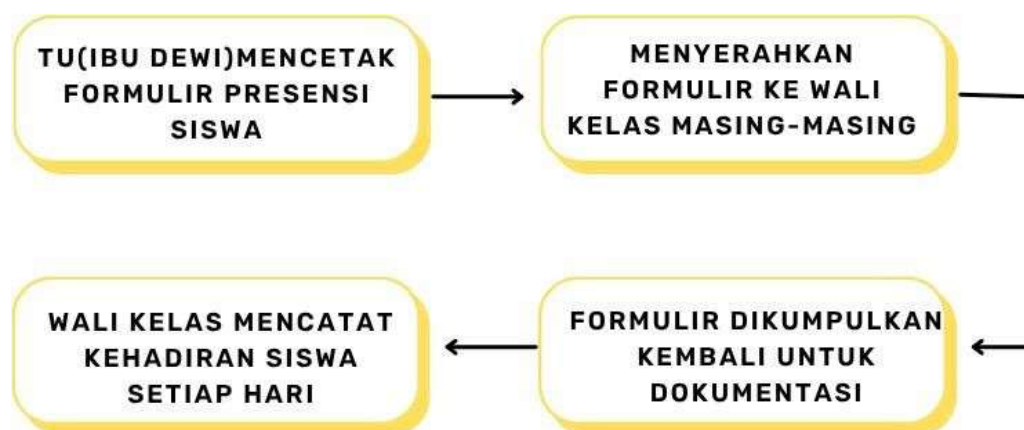 TU(IBU DEWI)MENCETAK
FORMULIR PRESENSI
SISWA
MENYERAHKAN
FORMULIR KE WALI
KELAS MASING-MASING
FORMULIR DIKUMPULKAN
KEMBALI UNTUK
DOKUMENTASI
WALI KELAS MENCATAT
KEHADIRAN SISWA
SETIAP HARI